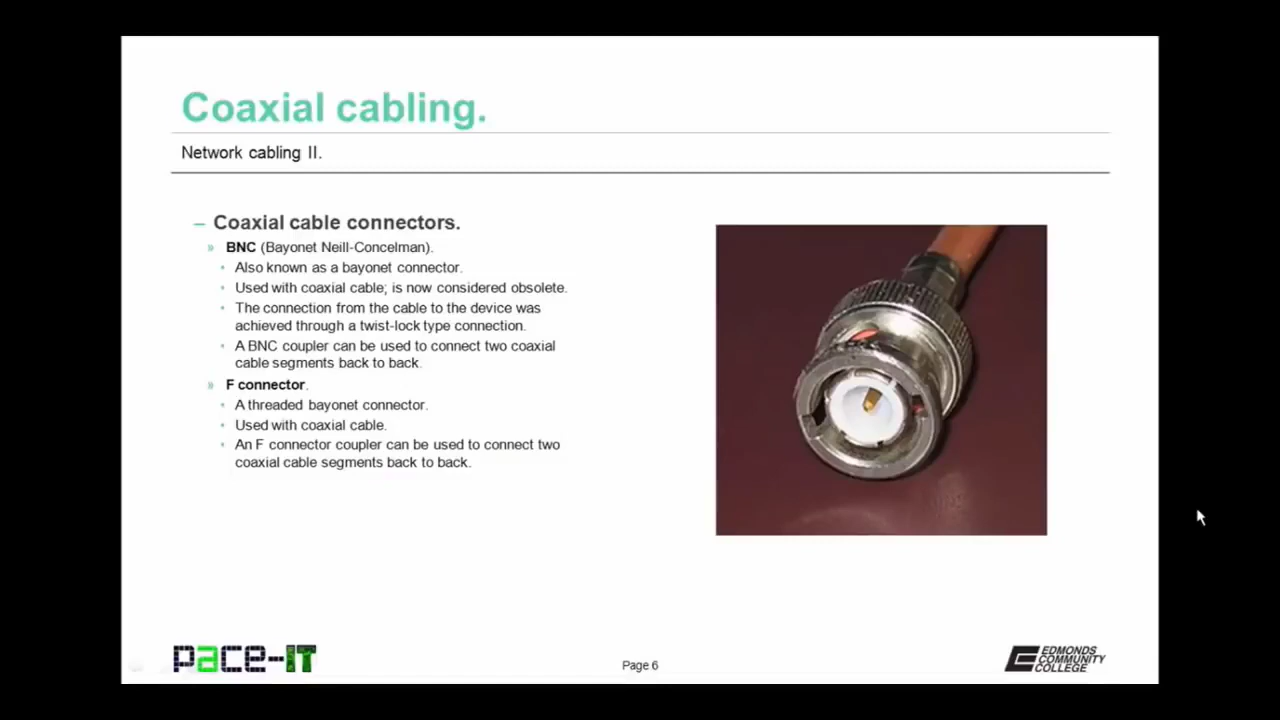 Coaxial cabling.
Network cabling II.
– Coaxial cable connectors.
» BNC (Bayonet Neill-Concelman).
• Also known as a bayonet connector.
• Used with coaxial cable; is now considered obsolete.
• The connection from the cable to the device was
achieved through a twist-lock type connection.
• A BNC coupler can be used to connect two coaxial
cable segments back to back.
» F connector.
• A threaded bayonet connector.
• Used with coaxial cable.
• An F connector coupler can be used to connect two
coaxial cable segments back to back.
pace-IT
Page 6
EDMONDS
COMMUNITY
COLLEGE